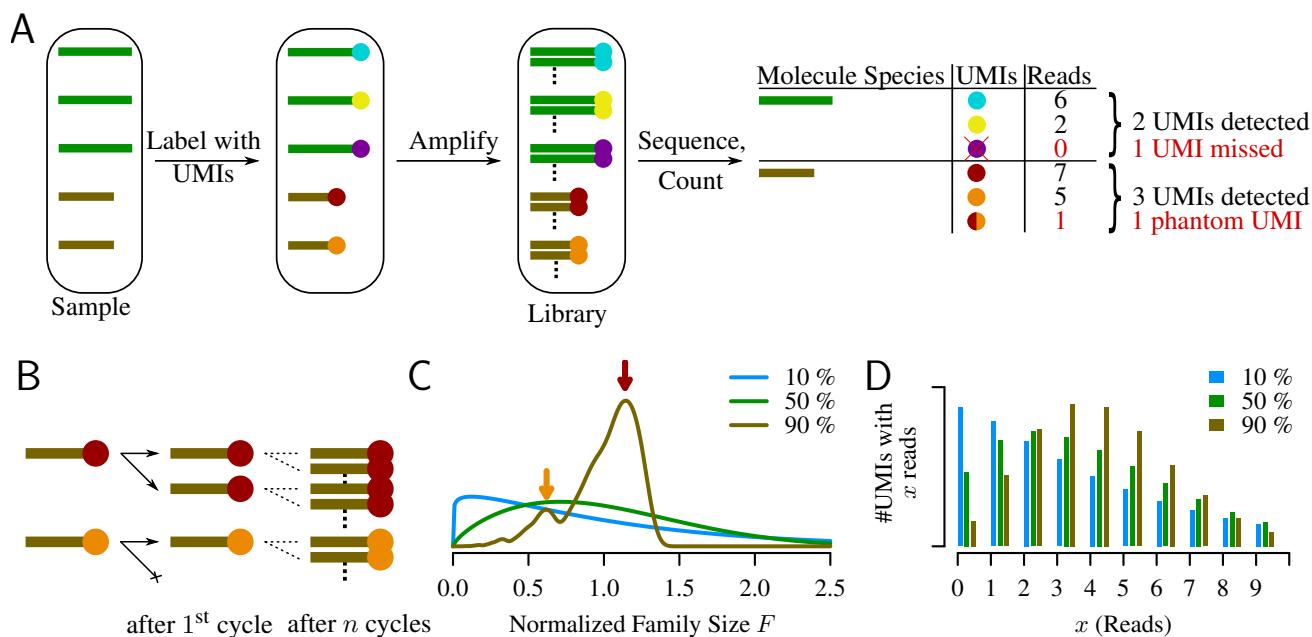 A
Label with
UMIs
Amplify
Sequence,
Count
Sample
Library
Molecule Species UMIs Reads
6
2
0
7
5
1
2 UMIs detected
1 UMI missed
3 UMIs detected
1 phantom UMI
B
after 1st cycle
after n cycles
C
10 %
50 %
90 %
0.0 0.5 1.0 1.5 2.0 2.5
Normalized Family Size F
D
10 %
50 %
90 %
#UMIs with
x reads
0 1 2 3 4 5 6 7 8 9
x (Reads)